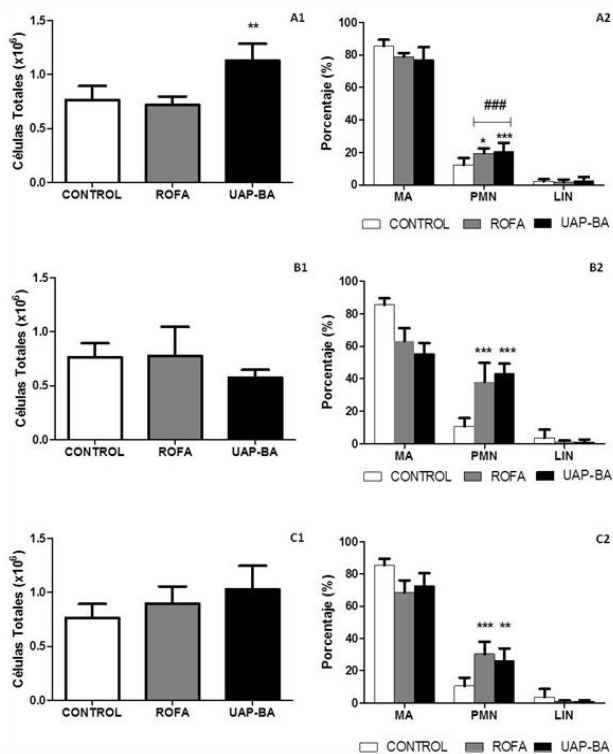 A1
Células Totales (x10⁶)
1.5
1.0
0.5
0.0
**
CONTROL ROFA UAP-BA
A2
Porcentaje (%)
100
80
60
40
20
0
###
* ***
MA PMN LIN
CONTROL ROFA UAP-BA
B1
Células Totales (x10⁶)
1.5
1.0
0.5
0.0
CONTROL ROFA UAP-BA
B2
Porcentaje (%)
100
80
60
40
20
0
*** ***
MA PMN LIN
CONTROL ROFA UAP-BA
C1
Células Totales (x10⁶)
1.5
1.0
0.5
0.0
CONTROL ROFA UAP-BA
C2
Porcentaje (%)
100
80
60
40
20
0
*** **
MA PMN LIN
CONTROL ROFA UAP-BA